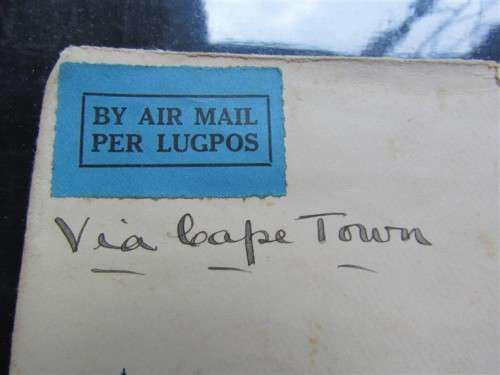 BY AIR MAIL
PER LUGPOS
Via Cape Town